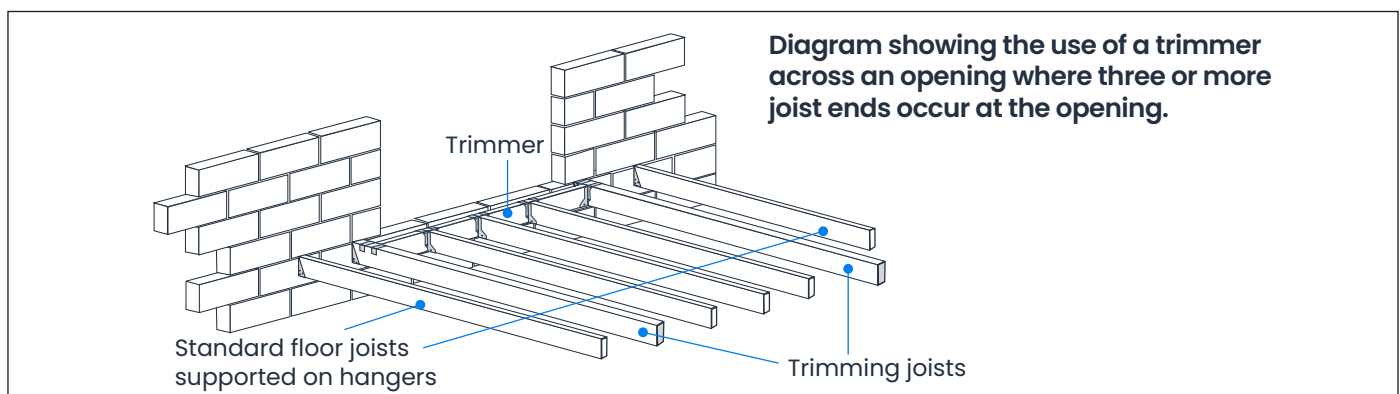 Diagram showing the use of a trimmer
across an opening where three or more
joist ends occur at the opening.
Trimmer
Standard floor joists
supported on hangers
Trimming joists